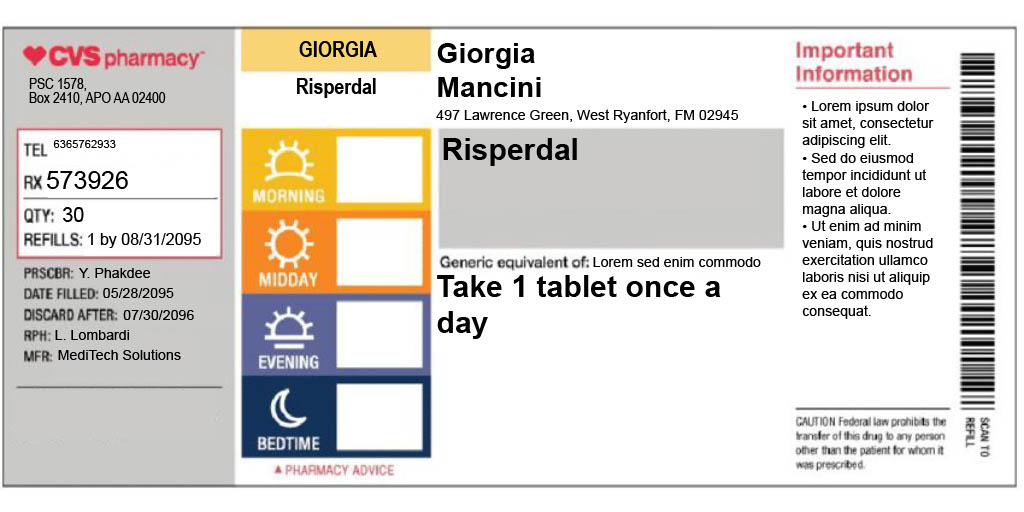 CVS pharmacy
PSC 1578,
Box 2410, APO AA 02400
TEL 6365762933
RX 573926
QTY: 30
REFILLS: 1 by 08/31/2095
PRSCBR: Y. Phakdee
DATE FILLED: 05/28/2095
DISCARD AFTER: 07/30/2096
RPH: L. Lombardi
MFR: MediTech Solutions
GIORGIA
Risperdal
MORNING
MIDDAY
EVENING
BEDTIME
▲ PHARMACY ADVICE
Giorgia
Mancini
497 Lawrence Green, West Ryanfort, FM 02945
Risperdal
Generic equivalent of: Lorem sed enim commodo
Take 1 tablet once a
day
Important
Information
• Lorem ipsum dolor
sit amet, consectetur
adipiscing elit.
• Sed do eiusmod
tempor incididunt ut
labore et dolore
magna aliqua.
• Ut enim ad minim
veniam, quis nostrud
exercitation ullamco
laboris nisi ut aliquip
ex ea commodo
consequat.
CAUTION Federal law prohibits the
transfer of this drug to any person
other than the patient for whom it
was prescribed.
SCAN TO
REFILL